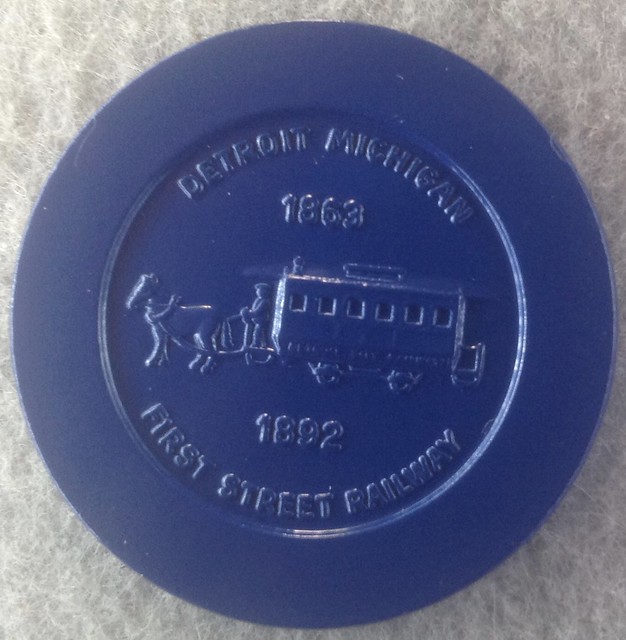 DETROIT MICHIGAN
1863
1892
FIRST STREET RAILWAY